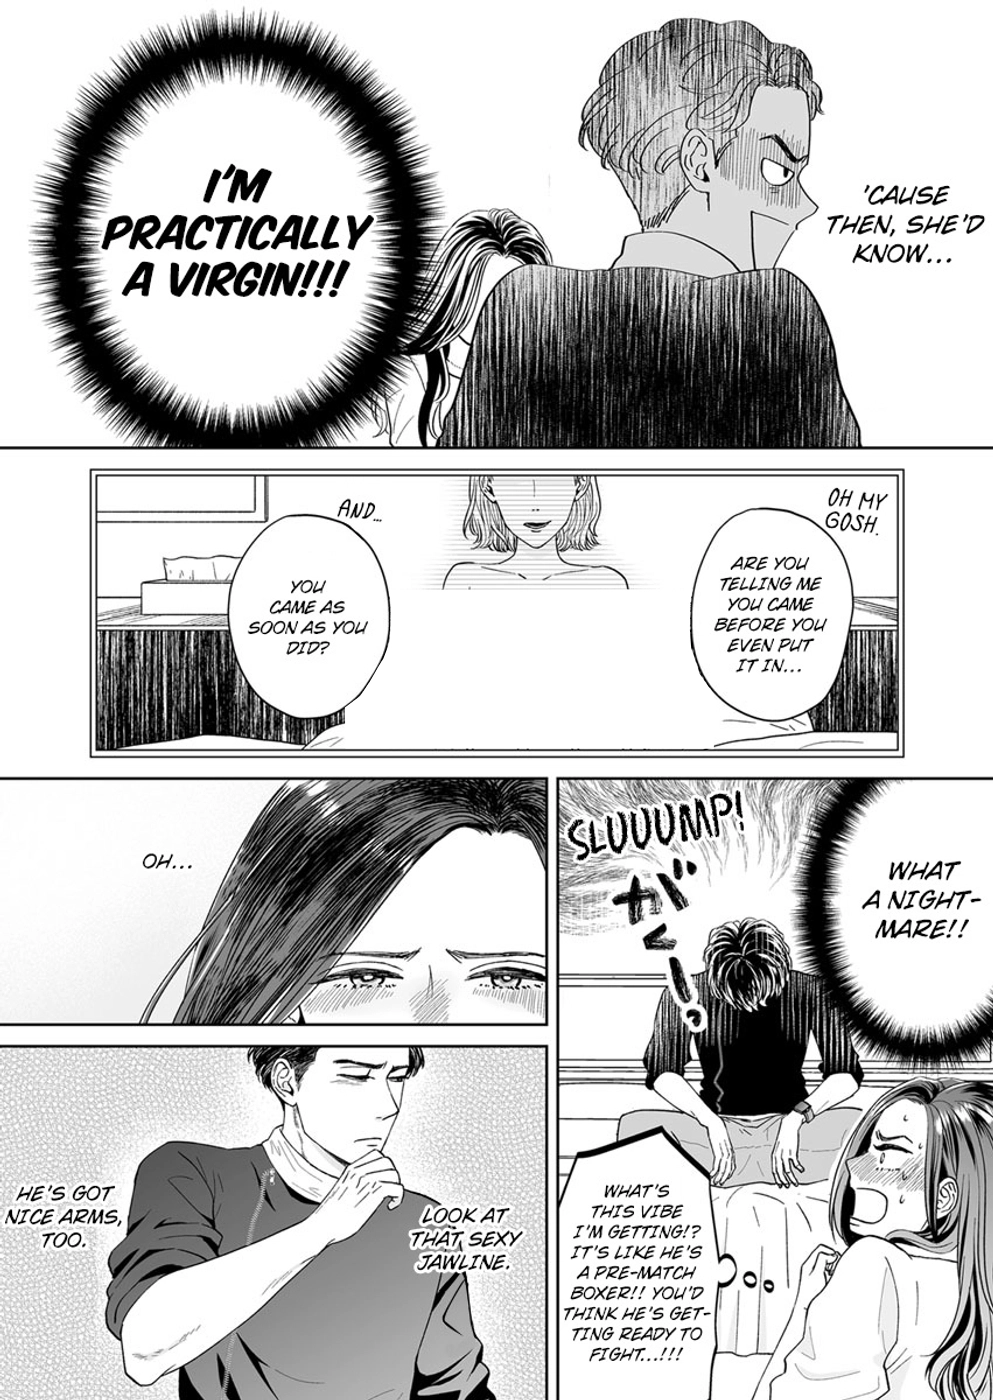 'CAUSE
THEN, SHE'D
KNOW...
I'M
PRACTICALLY
A VIRGIN!!!
OH MY
GOSH.
ARE YOU
TELLING ME
YOU CAME
BEFORE YOU
EVEN PUT
IT IN...
AND...
YOU
CAME AS
SOON AS YOU
DID?
WHAT
A NIGHT-
MARE!!
SLUUUMP!
ガクーッ
OH...
WHAT'S
THIS VIBE
I'M GETTING!?
IT'S LIKE HE'S
A PRE-MATCH
BOXER!! YOU'D
THINK HE'S GET-
TING READY TO
FIGHT...!!!
LOOK AT
THAT SEXY
JAWLINE.
HE'S GOT
NICE ARMS,
TOO.